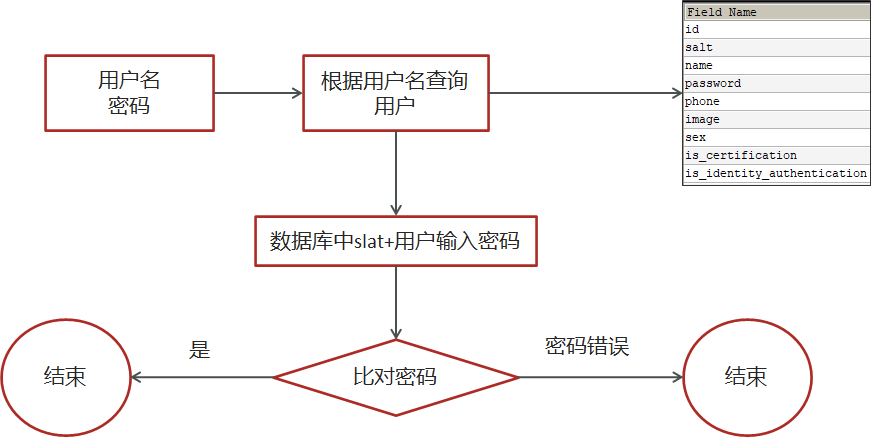 用户名
密码
根据用户名查询
用户
Field Name
id
salt
name
password
phone
image
sex
is_certification
is_identity_authentication
数据库中slat+用户输入密码
是
密码错误
结束
比对密码
结束